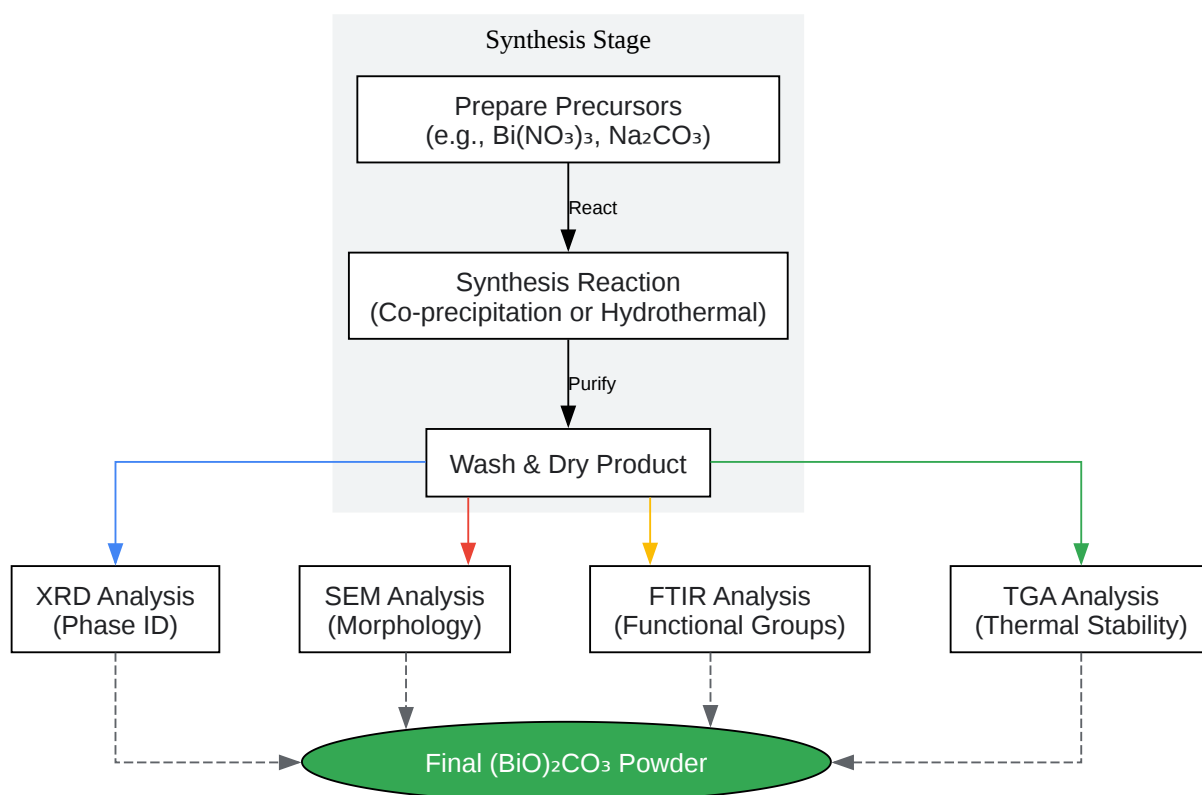 Synthesis Stage
Prepare Precursors
(e.g., Bi(NO₃)₃, Na₂CO₃)
React
Synthesis Reaction
(Co-precipitation or Hydrothermal)
Purify
Wash & Dry Product
XRD Analysis
(Phase ID)
SEM Analysis
(Morphology)
FTIR Analysis
(Functional Groups)
TGA Analysis
(Thermal Stability)
Final (BiO)₂CO₃ Powder